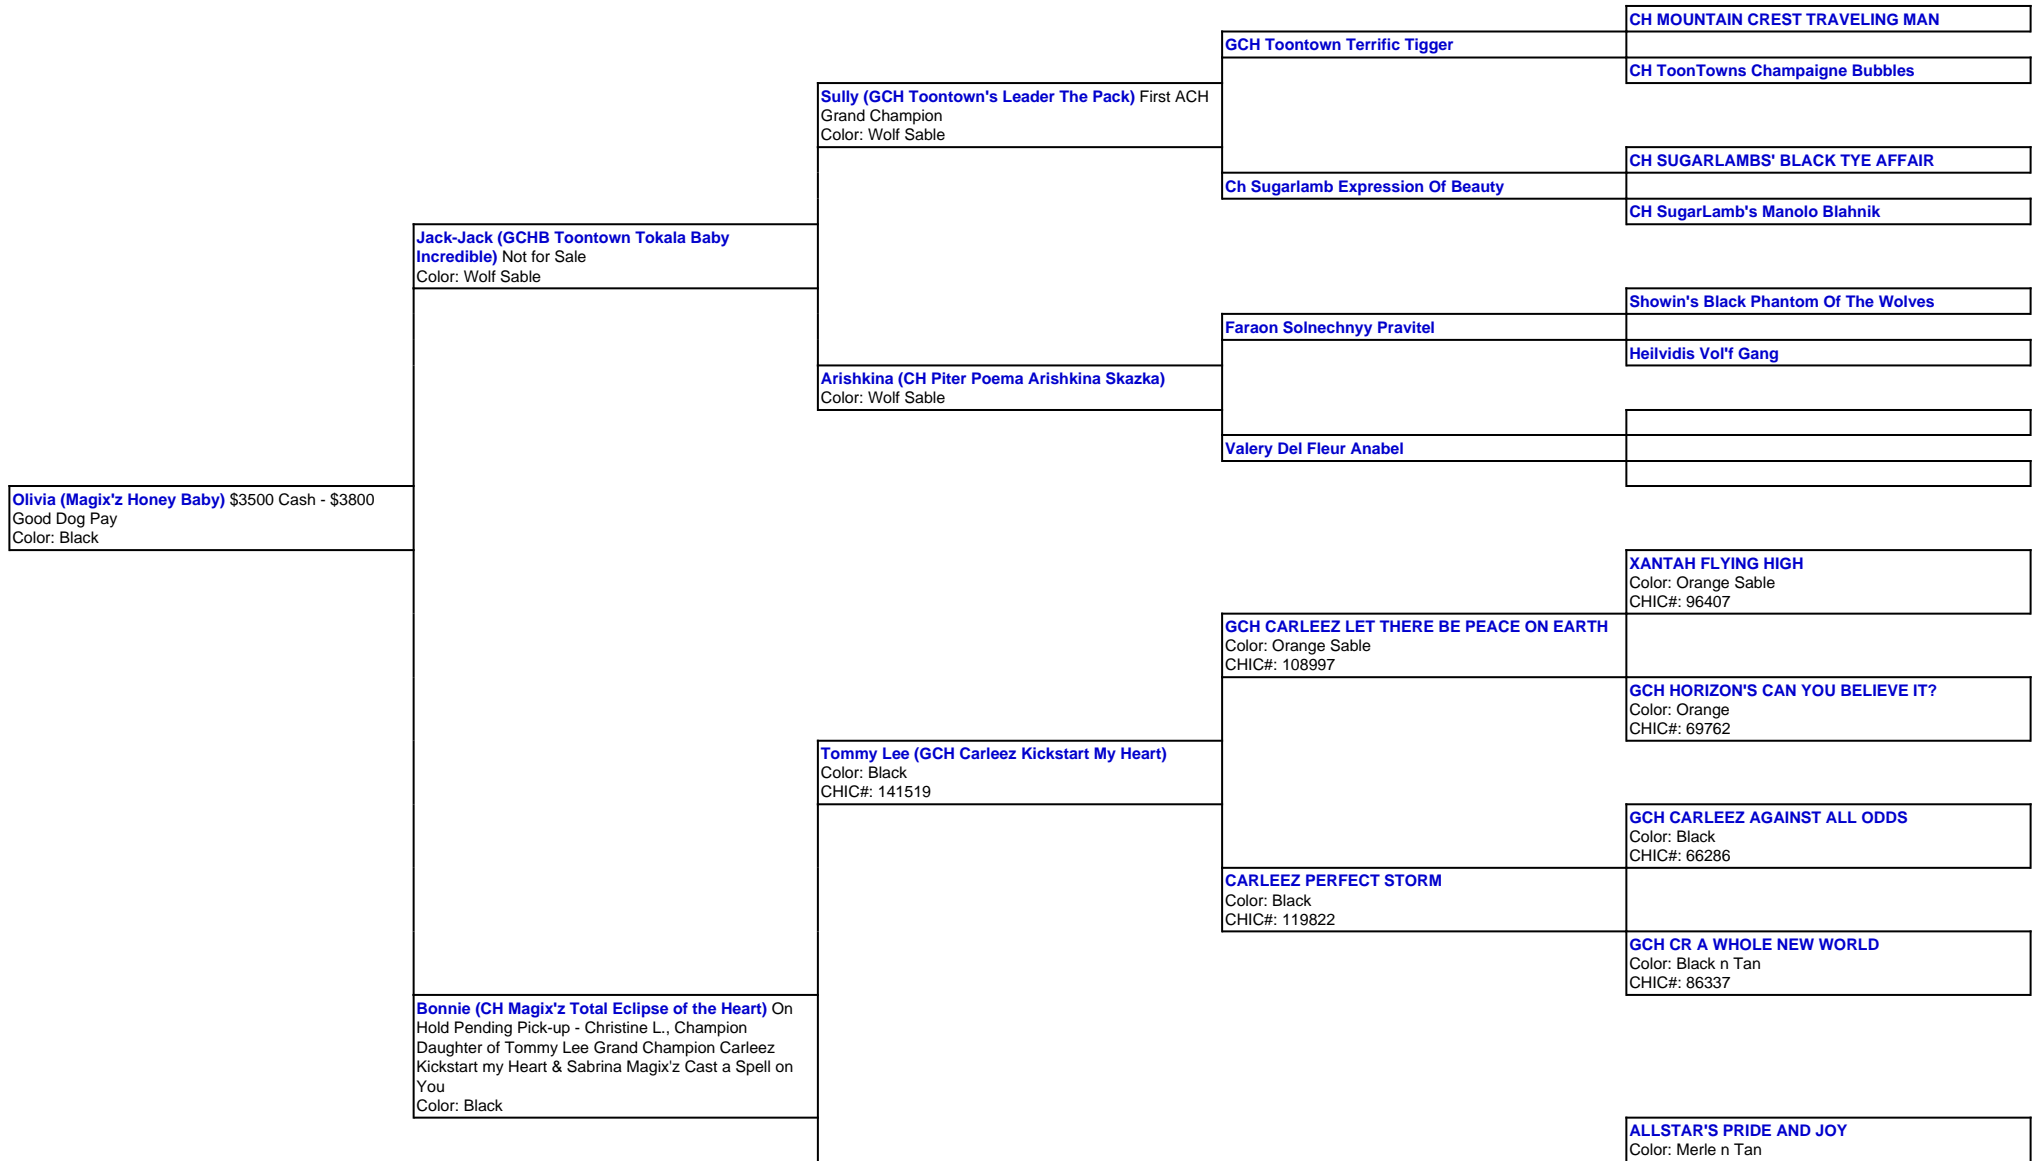 CH MOUNTAIN CREST TRAVELING MAN
GCH Toontown Terrific Tigger
CH ToonTowns Champaigne Bubbles
Sully (GCH Toontown's Leader The Pack) First ACH
Grand Champion
Color: Wolf Sable
CH SUGARLAMBS' BLACK TYE AFFAIR
Ch Sugarlamb Expression Of Beauty
CH SugarLamb's Manolo Blahnik
Jack-Jack (GCHB Toontown Tokala Baby
Incredible) Not for Sale
Color: Wolf Sable
Showin's Black Phantom Of The Wolves
Faraon Solnechnyy Pravitel
Heilvidis Vol'f Gang
Arishkina (CH Piter Poema Arishkina Skazka)
Color: Wolf Sable
Valery Del Fleur Anabel
Olivia (Magix'z Honey Baby) $3500 Cash - $3800
Good Dog Pay
Color: Black
XANTAH FLYING HIGH
Color: Orange Sable
CHIC#: 96407
GCH CARLEEZ LET THERE BE PEACE ON EARTH
Color: Orange Sable
CHIC#: 108997
GCH HORIZON'S CAN YOU BELIEVE IT?
Color: Orange
CHIC#: 69762
Tommy Lee (GCH Carleez Kickstart My Heart)
Color: Black
CHIC#: 141519
GCH CARLEEZ AGAINST ALL ODDS
Color: Black
CHIC#: 66286
CARLEEZ PERFECT STORM
Color: Black
CHIC#: 119822
GCH CR A WHOLE NEW WORLD
Color: Black n Tan
CHIC#: 86337
Bonnie (CH Magix'z Total Eclipse of the Heart) On
Hold Pending Pick-up - Christine L., Champion
Daughter of Tommy Lee Grand Champion Carleez
Kickstart my Heart & Sabrina Magix'z Cast a Spell on
You
Color: Black
ALLSTAR'S PRIDE AND JOY
Color: Merle n Tan